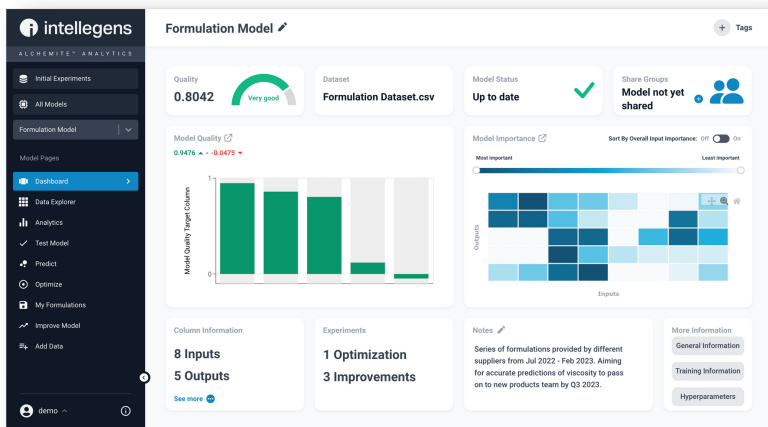 intellegens
ALCHEMITE™ ANALYTICS
Initial Experiments
All Models
Formulation Model
Model Pages
Dashboard
Data Explorer
Analytics
Test Model
Predict
Optimize
My Formulations
Improve Model
Add Data
demo
Formulation Model
Tags
Quality
0.8042
Very good
Dataset
Formulation Dataset.csv
Model Status
Up to date
Share Groups
Model not yet
shared
Model Quality
0.9476 ▲ - -0.0475 ▼
Model Quality Target Column
1
0
Model Importance
Sort By Overall Input Importance: Off On
Most important
Least important
Outputs
Inputs
Column Information
8 Inputs
5 Outputs
See more
Experiments
1 Optimization
3 Improvements
Notes
Series of formulations provided by different
suppliers from Jul 2022 - Feb 2023. Aiming
for accurate predictions of viscosity to pass
on to new products team by Q3 2023.
More Information
General Information
Training Information
Hyperparameters